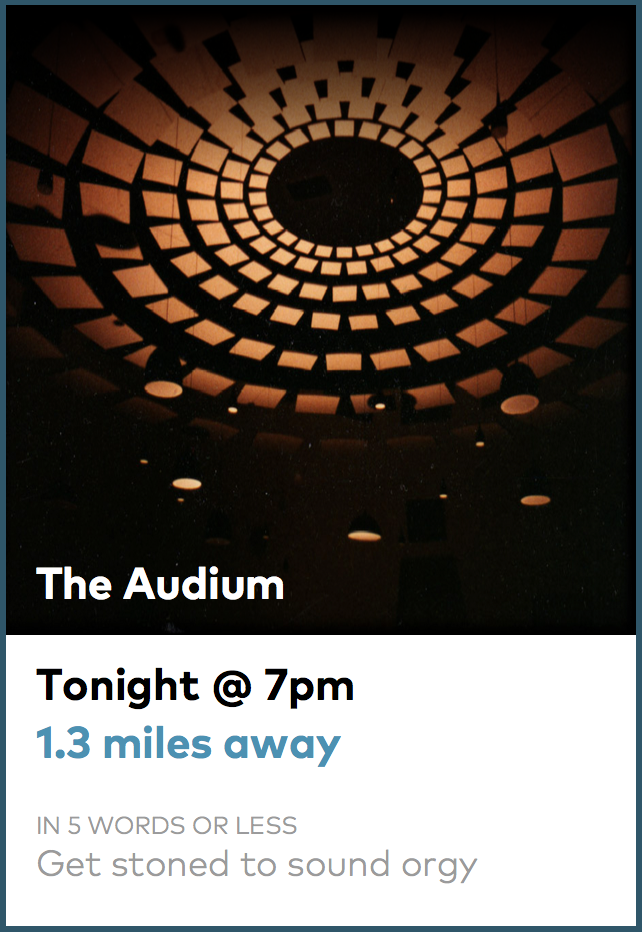 The Audium
Tonight @ 7pm
1.3 miles away
IN 5 WORDS OR LESS
Get stoned to sound orgy